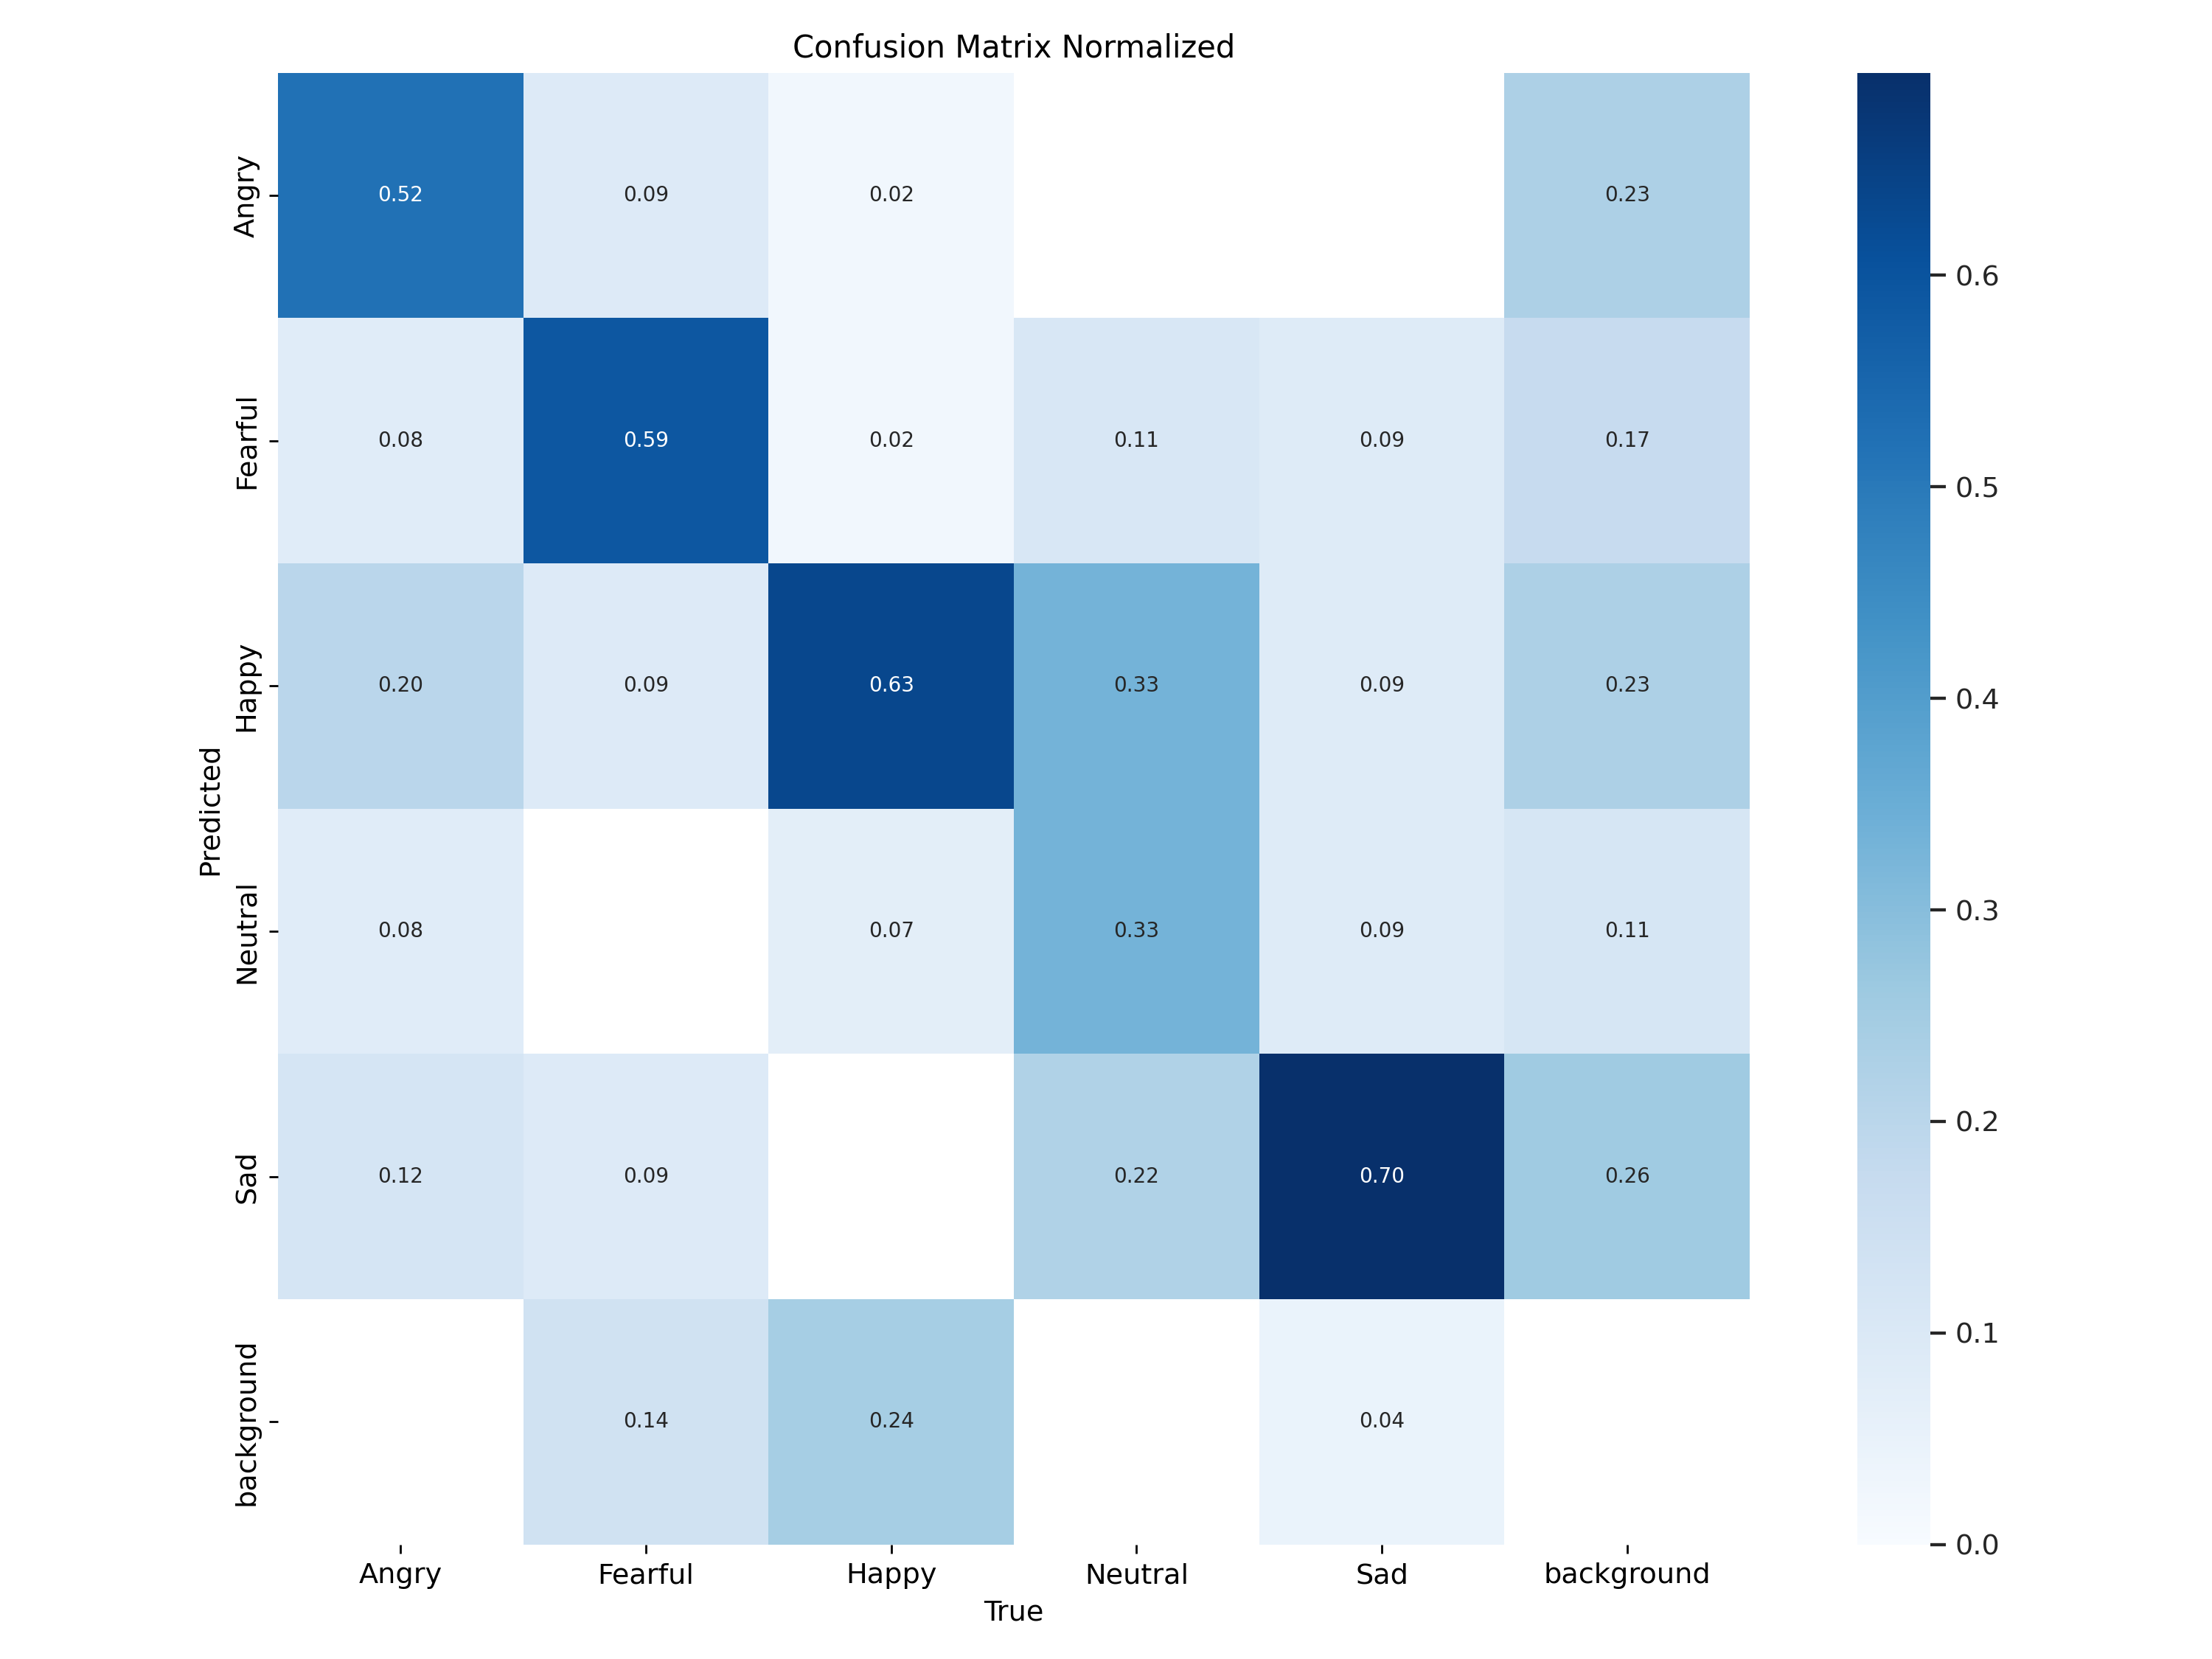 Confusion Matrix Normalized
Angry
0.52
0.09
0.02
0.23
Fearful
0.08
0.59
0.02
0.11
0.09
0.17
Happy
0.20
0.09
0.63
0.33
0.09
0.23
Neutral
0.08
0.07
0.33
0.09
0.11
Sad
0.12
0.09
0.22
0.70
0.26
background
0.14
0.24
0.04
Predicted
Angry
Fearful
Happy
Neutral
Sad
background
True
0.6
0.5
0.4
0.3
0.2
0.1
0.0